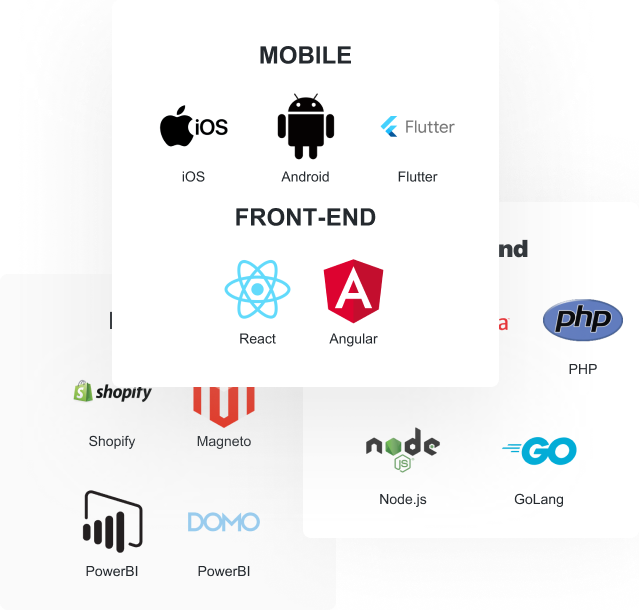 MOBILE
iOS
Flutter
iOS
Android
Flutter
FRONT-END
nd
A
a
php
React
Angular
PHP
shopify
Shopify
Magneto
node
JS
GO
Node.js
GoLang
DOMO
PowerBI
PowerBI